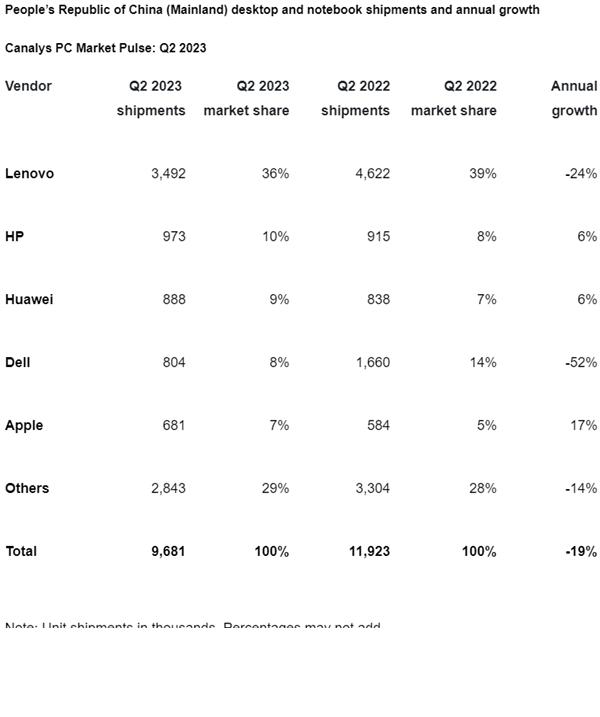 People’s Republic of China (Mainland) desktop and notebook shipments and annual growth
Canalys PC Market Pulse: Q2 2023
Vendor Q2 2023 shipments Q2 2023 market share Q2 2022 shipments Q2 2022 market share Annual growth
Lenovo 3,492 36% 4,622 39% -24%
HP 973 10% 915 8% 6%
Huawei 888 9% 838 7% 6%
Dell 804 8% 1,660 14% -52%
Apple 681 7% 584 5% 17%
Others 2,843 29% 3,304 28% -14%
Total 9,681 100% 11,923 100% -19%
Note: Unit shipments in thousands. Percentages may not add